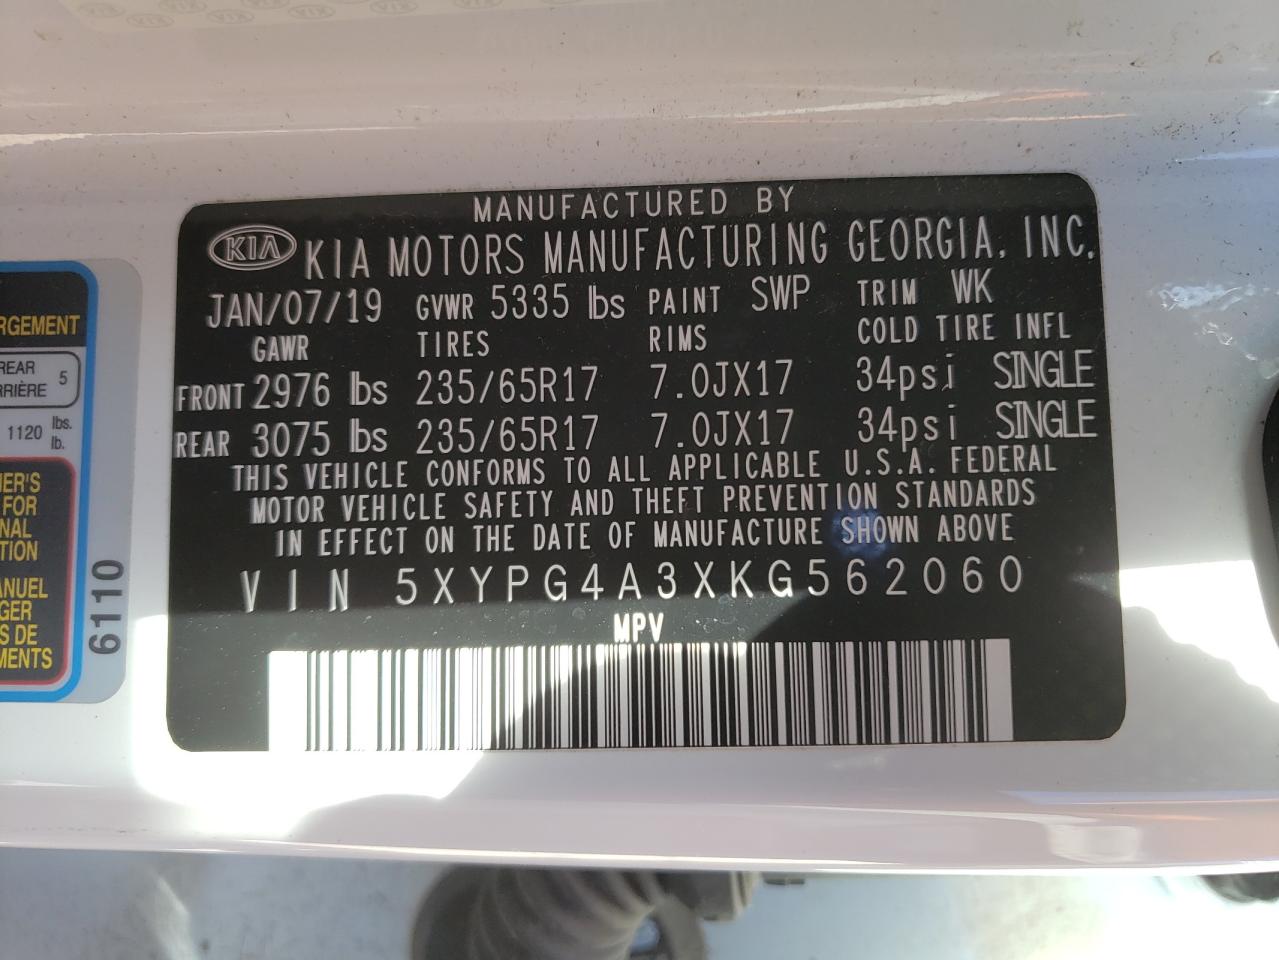 MANUFACTURED BY
KIA KIA MOTORS MANUFACTURING GEORGIA, INC.
JAN/07/19 GVWR 5335 lbs PAINT SWP TRIM WK
GAWR TIRES RIMS COLD TIRE INFL
FRONT 2976 lbs 235/65R17 7.0JX17 34psi SINGLE
REAR 3075 lbs 235/65R17 7.0JX17 34psi SINGLE
THIS VEHICLE CONFORMS TO ALL APPLICABLE U.S.A. FEDERAL
MOTOR VEHICLE SAFETY AND THEFT PREVENTION STANDARDS
IN EFFECT ON THE DATE OF MANUFACTURE SHOWN ABOVE
VIN 5XYPG4A3XKG562060
MPV
REAR
5
1120 lbs.
lb.
FOR
DE
6110